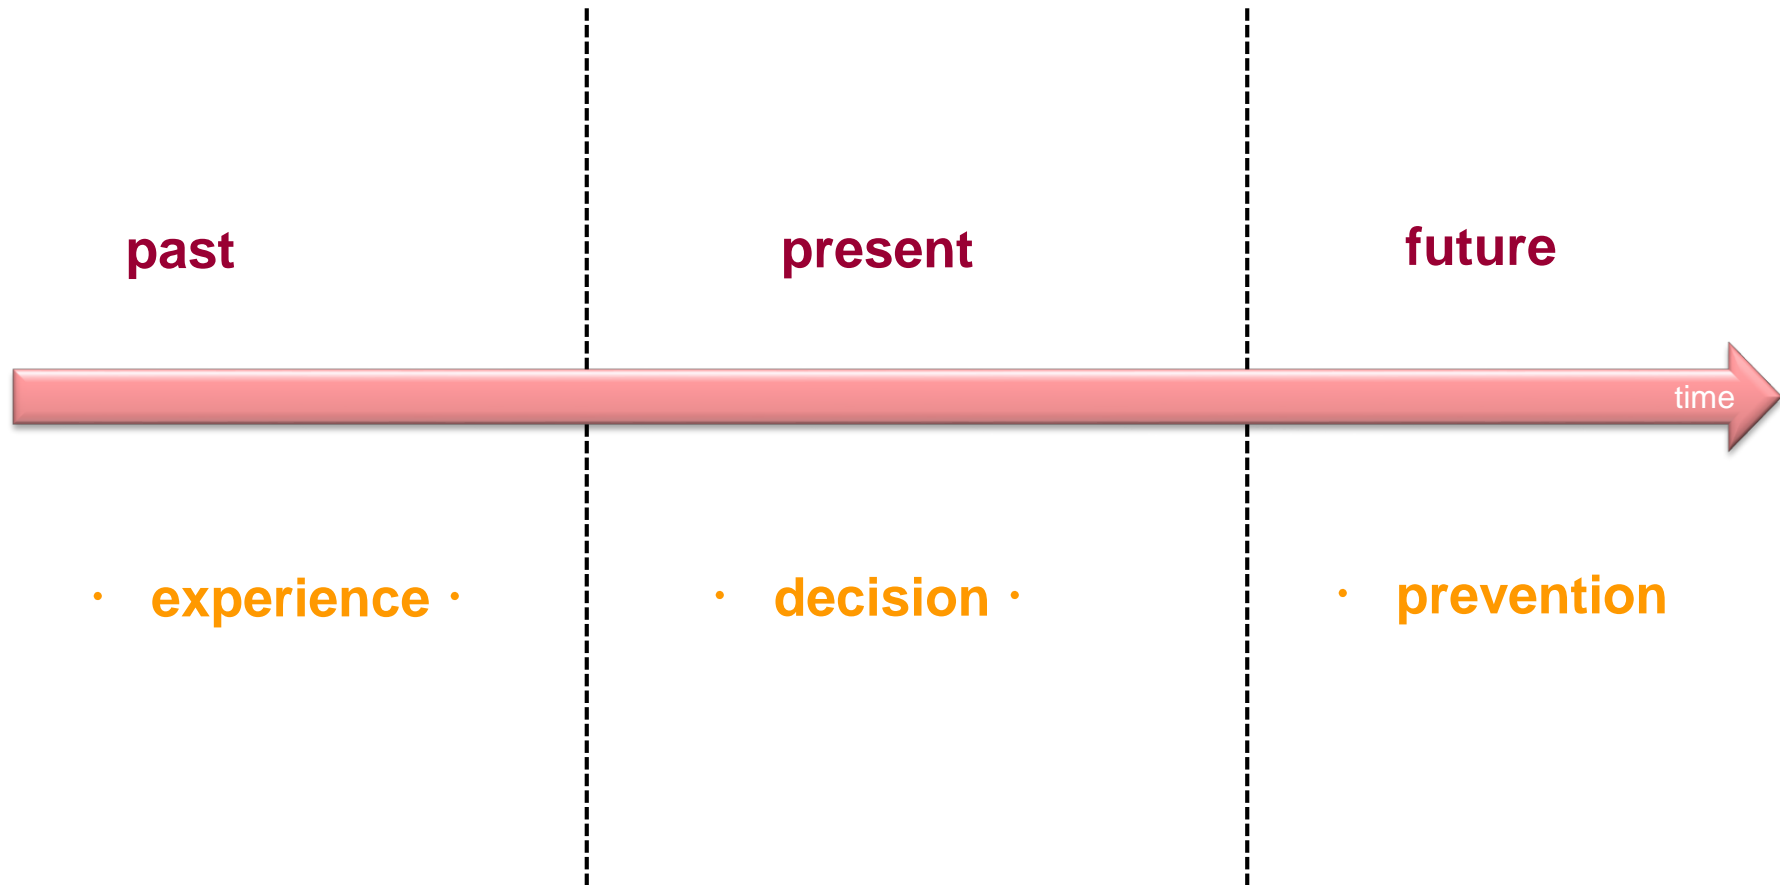 past present future
time
· experience · · decision · · prevention